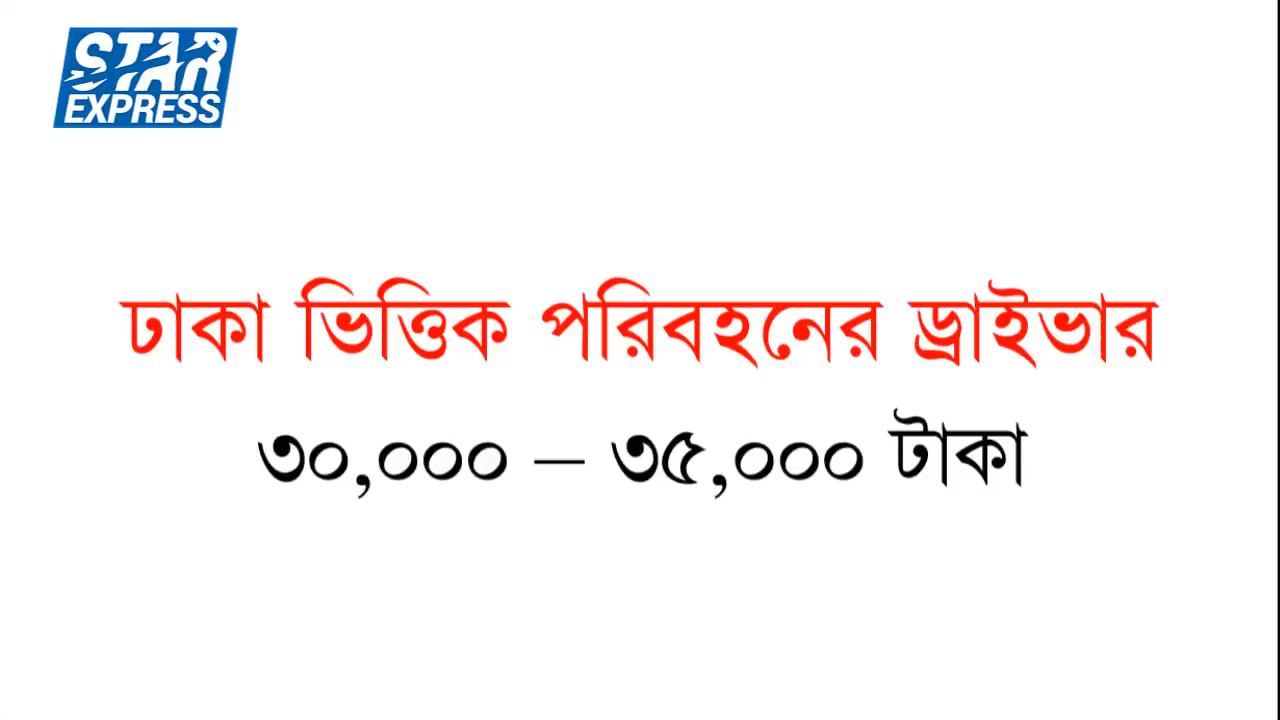 STAR
EXPRESS
ঢাকা ভিত্তিক পরিবহনের ড্রাইভার
৩০,০০০ – ৩৫,০০০ টাকা